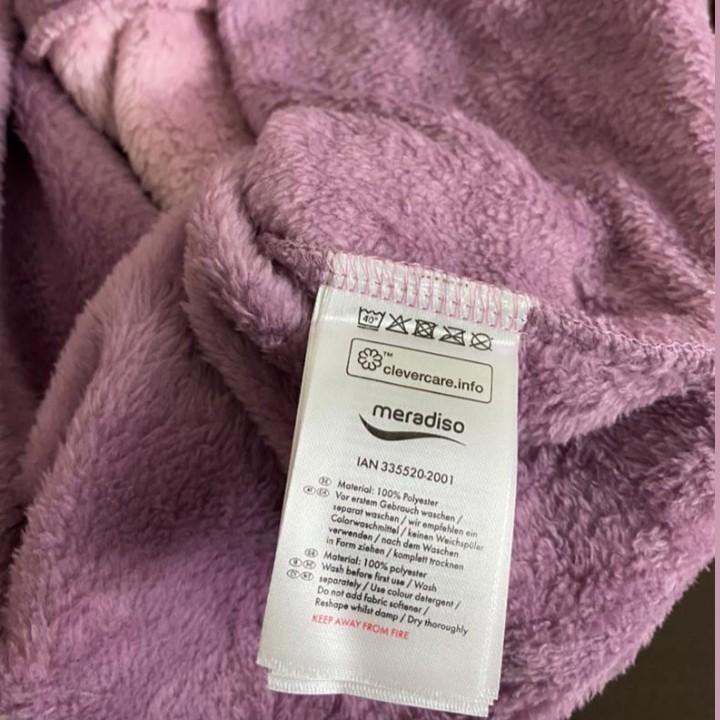 40°
™
clevercare.info
meradiso
IAN 335520-2001
Material: 100% Polyester
Vor erstem Gebrauch waschen /
separat waschen / wir empfehlen ein
Colorwaschmittel / keinen Weichspüler
verwenden / nach dem Waschen
in Form ziehen / komplett trocknen
Material: 100% polyester
Wash before first use / Wash
separately / Use colour detergent /
Do not add fabric softener /
Reshape whilst damp / Dry thoroughly
KEEP AWAY FROM FIRE